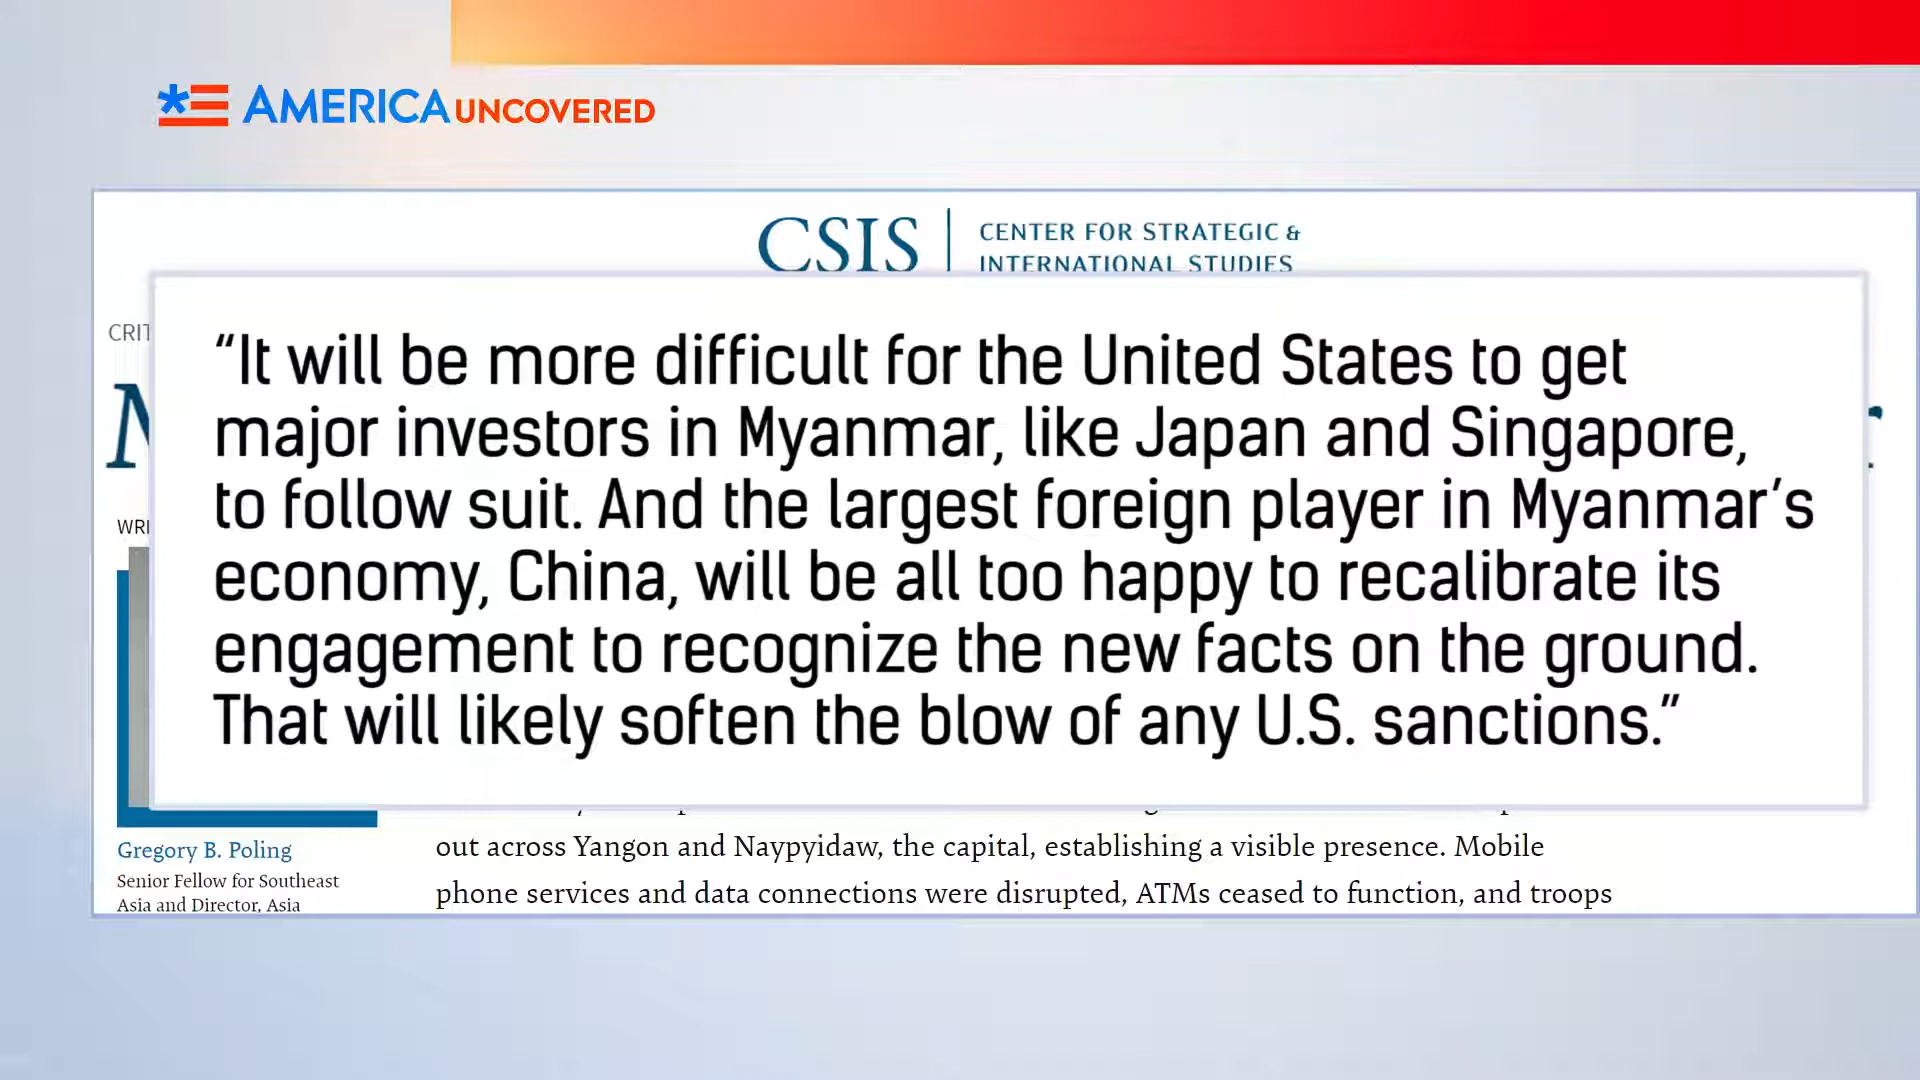 AMERICA UNCOVERED
CSIS
CENTER FOR STRATEGIC &
INTERNATIONAL STUDIES
“It will be more difficult for the United States to get
major investors in Myanmar, like Japan and Singapore,
to follow suit. And the largest foreign player in Myanmar’s
economy, China, will be all too happy to recalibrate its
engagement to recognize the new facts on the ground.
That will likely soften the blow of any U.S. sanctions.”
Gregory B. Poling
Senior Fellow for Southeast
Asia and Director, Asia
out across Yangon and Naypyidaw, the capital, establishing a visible presence. Mobile
phone services and data connections were disrupted, ATMs ceased to function, and troops